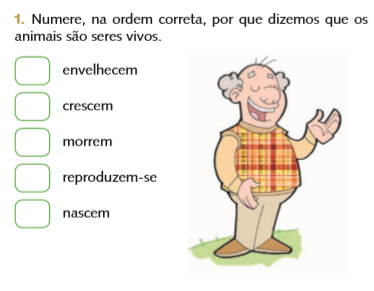 1. Numere, na ordem correta, por que dizemos que os
animais são seres vivos.
envelhecem
crescem
morrem
reproduzem-se
nascem